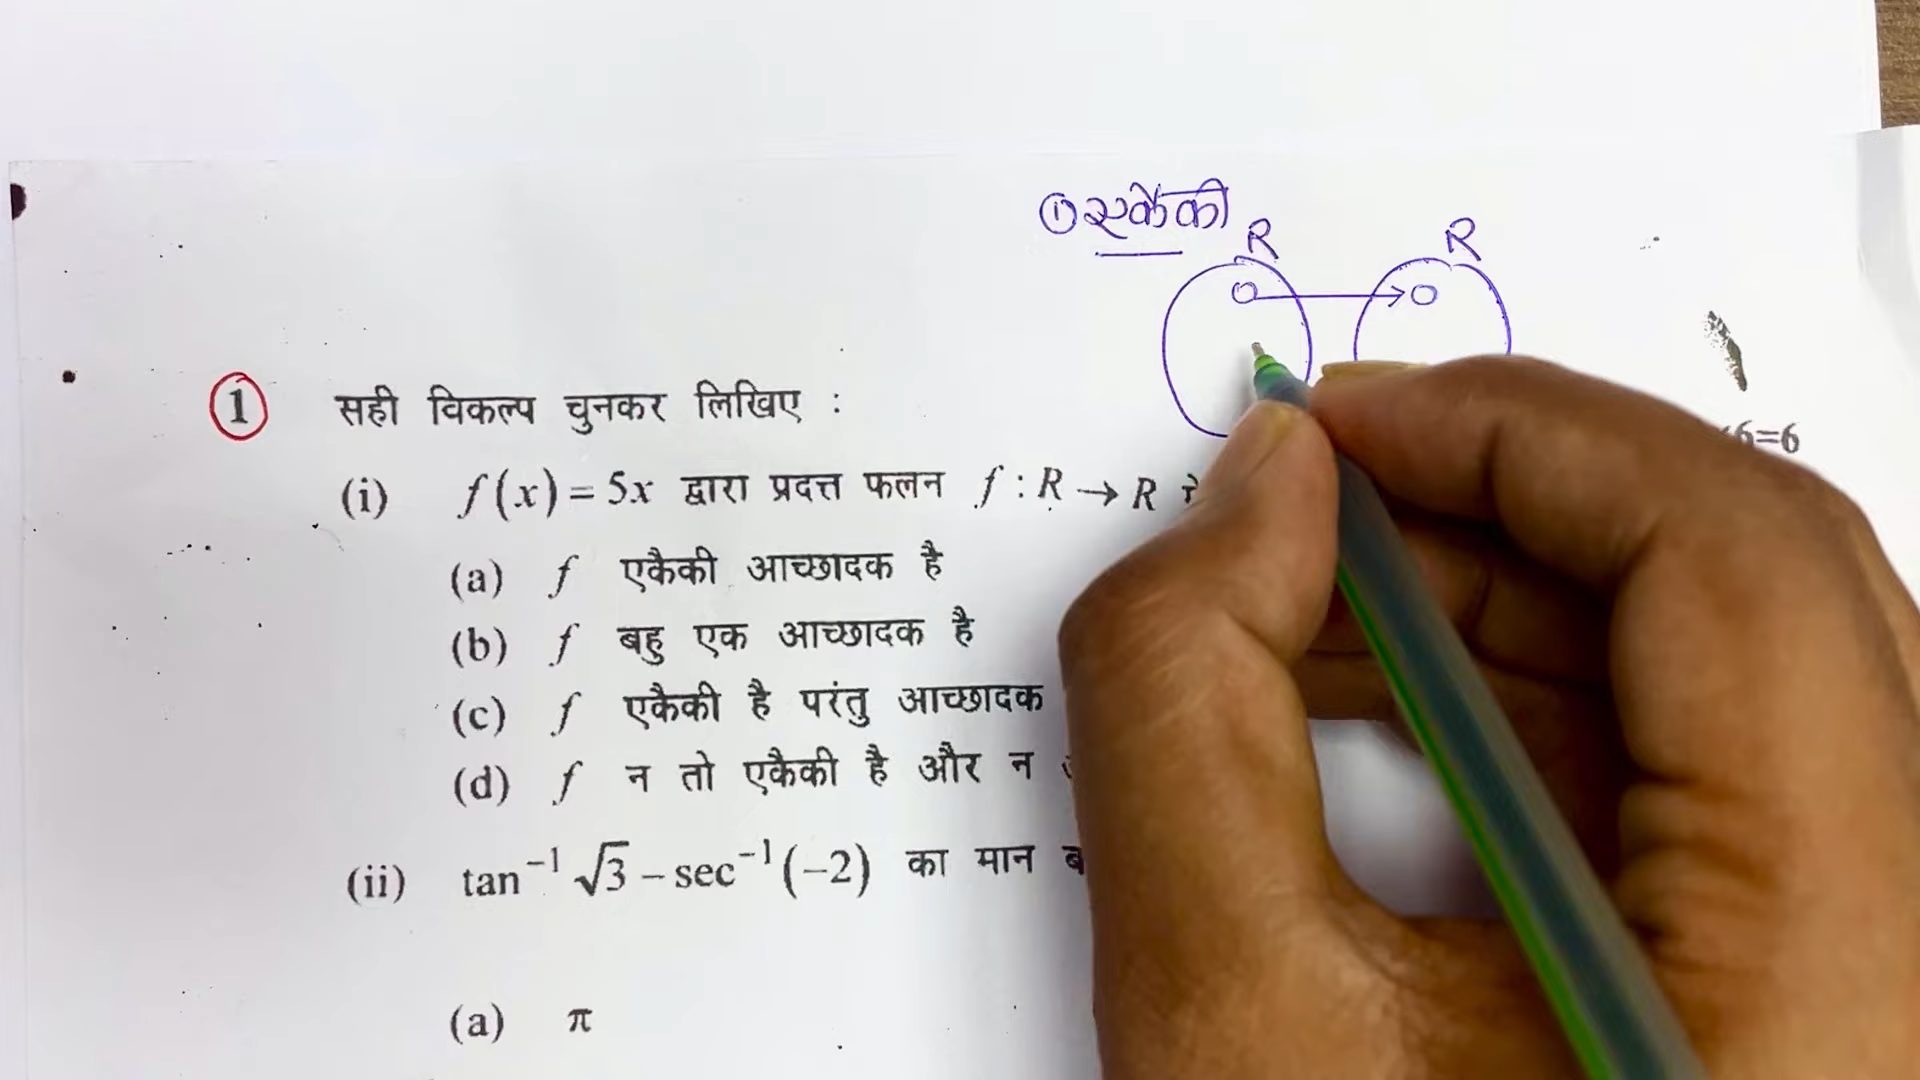 ① एकैकी
R R
0 → 0
1 सही विकल्प चुनकर लिखिए :
6=6
(i) f(x) = 5x द्वारा प्रदत्त फलन f : R → R
(a) f एकैकी आच्छादक है
(b) f बहु एक आच्छादक है
(c) f एकैकी है परंतु आच्छादक
(d) f न तो एकैकी है और न
(ii) tan⁻¹ √3 – sec⁻¹ (–2) का मान
(a) π